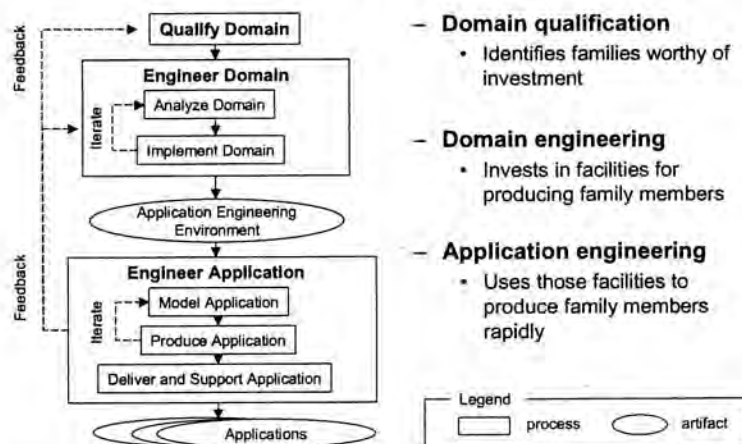 Feedback
Feedback
Qualify Domain
Engineer Domain
Iterate
Analyze Domain
Implement Domain
Application Engineering
Environment
Engineer Application
Iterate
Model Application
Produce Application
Deliver and Support Application
Applications
– Domain qualification
• Identifies families worthy of
investment
– Domain engineering
• Invests in facilities for
producing family members
– Application engineering
• Uses those facilities to
produce family members
rapidly
Legend
process
artifact